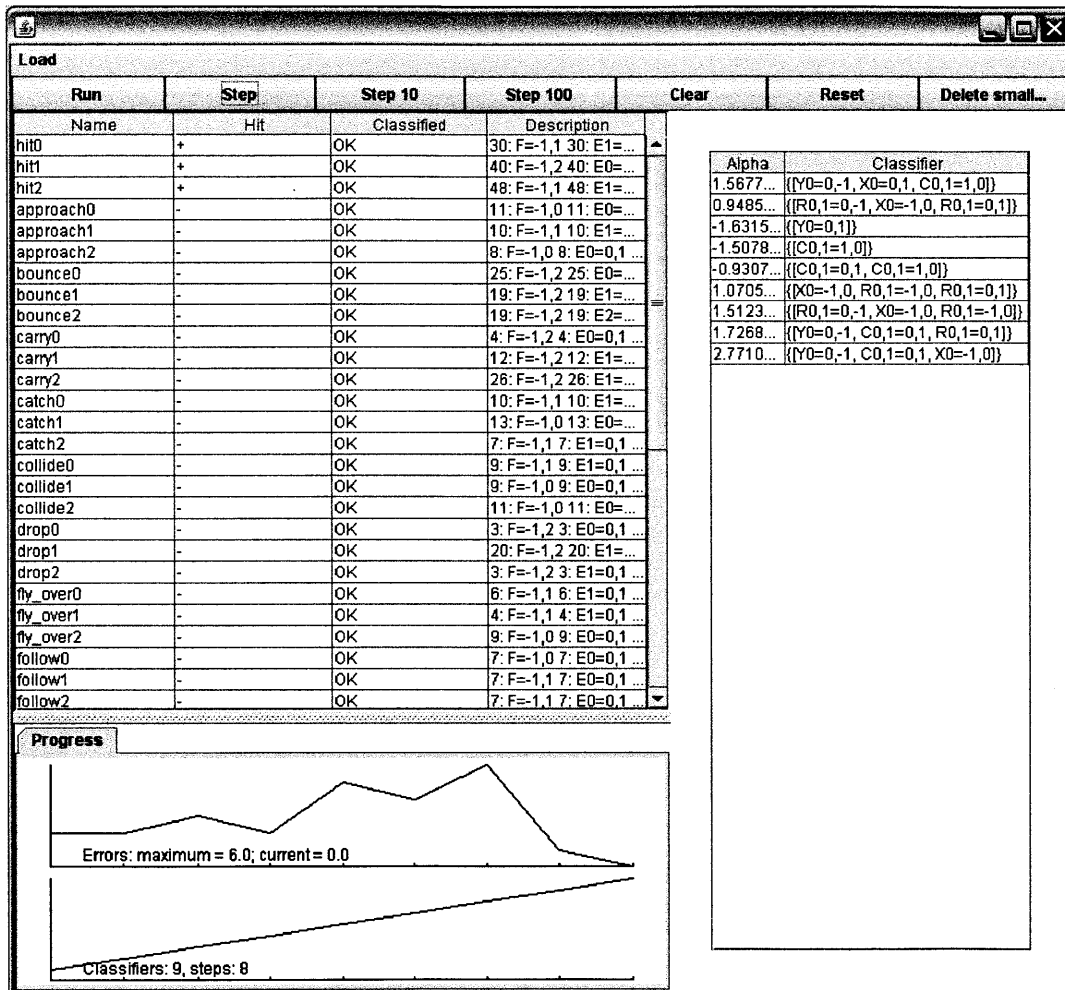 Load
Run Step Step 10 Step 100 Clear Reset Delete small...
Name Hit Classified Description
hit0 + OK 30: F=-1,1 30: E1=...
hit1 + OK 40: F=-1,2 40: E0=...
hit2 + OK 48: F=-1,1 48: E1=...
approach0 - OK 11: F=-1,0 11: E0=...
approach1 - OK 10: F=-1,1 10: E1=...
approach2 - OK 8: F=-1,0 8: E0=0,1 ...
bounce0 - OK 25: F=-1,2 25: E0=...
bounce1 - OK 19: F=-1,2 19: E1=...
bounce2 - OK 19: F=-1,2 19: E2=...
carry0 - OK 4: F=-1,2 4: E0=0,1 ...
carry1 - OK 12: F=-1,2 12: E1=...
carry2 - OK 26: F=-1,2 26: E1=...
catch0 - OK 10: F=-1,1 10: E1=...
catch1 - OK 13: F=-1,0 13: E0=...
catch2 - OK 7: F=-1,1 7: E1=0,1 ...
collide0 - OK 9: F=-1,1 9: E1=0,1 ...
collide1 - OK 9: F=-1,0 9: E0=0,1 ...
collide2 - OK 11: F=-1,0 11: E0=...
drop0 - OK 3: F=-1,2 3: E0=0,1 ...
drop1 - OK 20: F=-1,2 20: E1=...
drop2 - OK 3: F=-1,2 3: E1=0,1 ...
fly_over0 - OK 6: F=-1,1 6: E1=0,1 ...
fly_over1 - OK 4: F=-1,1 4: E1=0,1 ...
fly_over2 - OK 9: F=-1,0 9: E0=0,1 ...
follow0 - OK 7: F=-1,0 7: E0=0,1 ...
follow1 - OK 7: F=-1,1 7: E1=0,1 ...
follow2 - OK 7: F=-1,1 7: E0=0,1 ...
Alpha Classifier
1.5677... {[Y0=0,-1, X0=0,1, C0,1=1,0]}
0.9485... {[R0,1=0,-1, X0=-1,0, R0,1=0,1]}
-1.6315... {[Y0=0,1]}
-1.5078... {[C0,1=1,0]}
-0.9307... {[C0,1=0,1, C0,1=1,0]}
1.0705... {[X0=-1,0, R0,1=-1,0, R0,1=0,1]}
1.5123... {[R0,1=0,-1, X0=-1,0, R0,1=-1,0]}
1.7268... {[Y0=0,-1, C0,1=0,1, R0,1=0,1]}
2.7710... {[Y0=0,-1, C0,1=0,1, X0=-1,0]}
Progress
Errors: maximum = 6.0; current = 0.0
Classifiers: 9, steps: 8